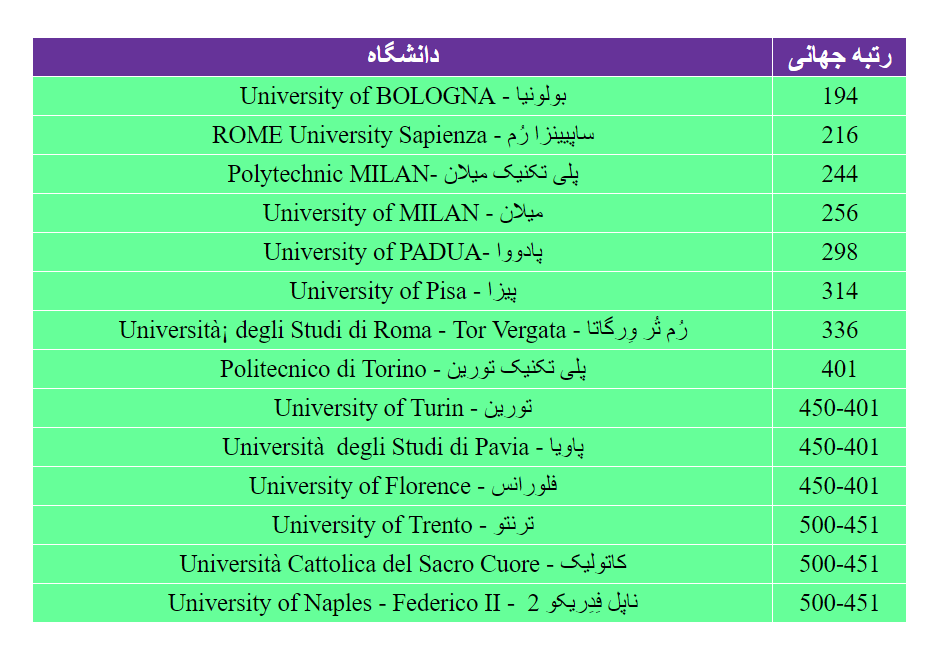 رتبه جهانی دانشگاه
194 University of BOLOGNA - بولونیا
216 ROME University Sapienza - ساپیینزا رُم
244 Polytechnic MILAN- پلی تکنیک میلان
256 University of MILAN - میلان
298 University of PADUA- پادووا
314 University of Pisa - پیزا
336 Università¡ degli Studi di Roma - Tor Vergata - رُم تُر وِرگاتا
401 Politecnico di Torino - پلی تکنیک تورین
450-401 University of Turin - تورین
450-401 Università degli Studi di Pavia - پاویا
450-401 University of Florence - فلورانس
500-451 University of Trento - ترنتو
500-451 Università Cattolica del Sacro Cuore - کاتولیک
500-451 University of Naples - Federico II - ناپل فِدِریکو 2